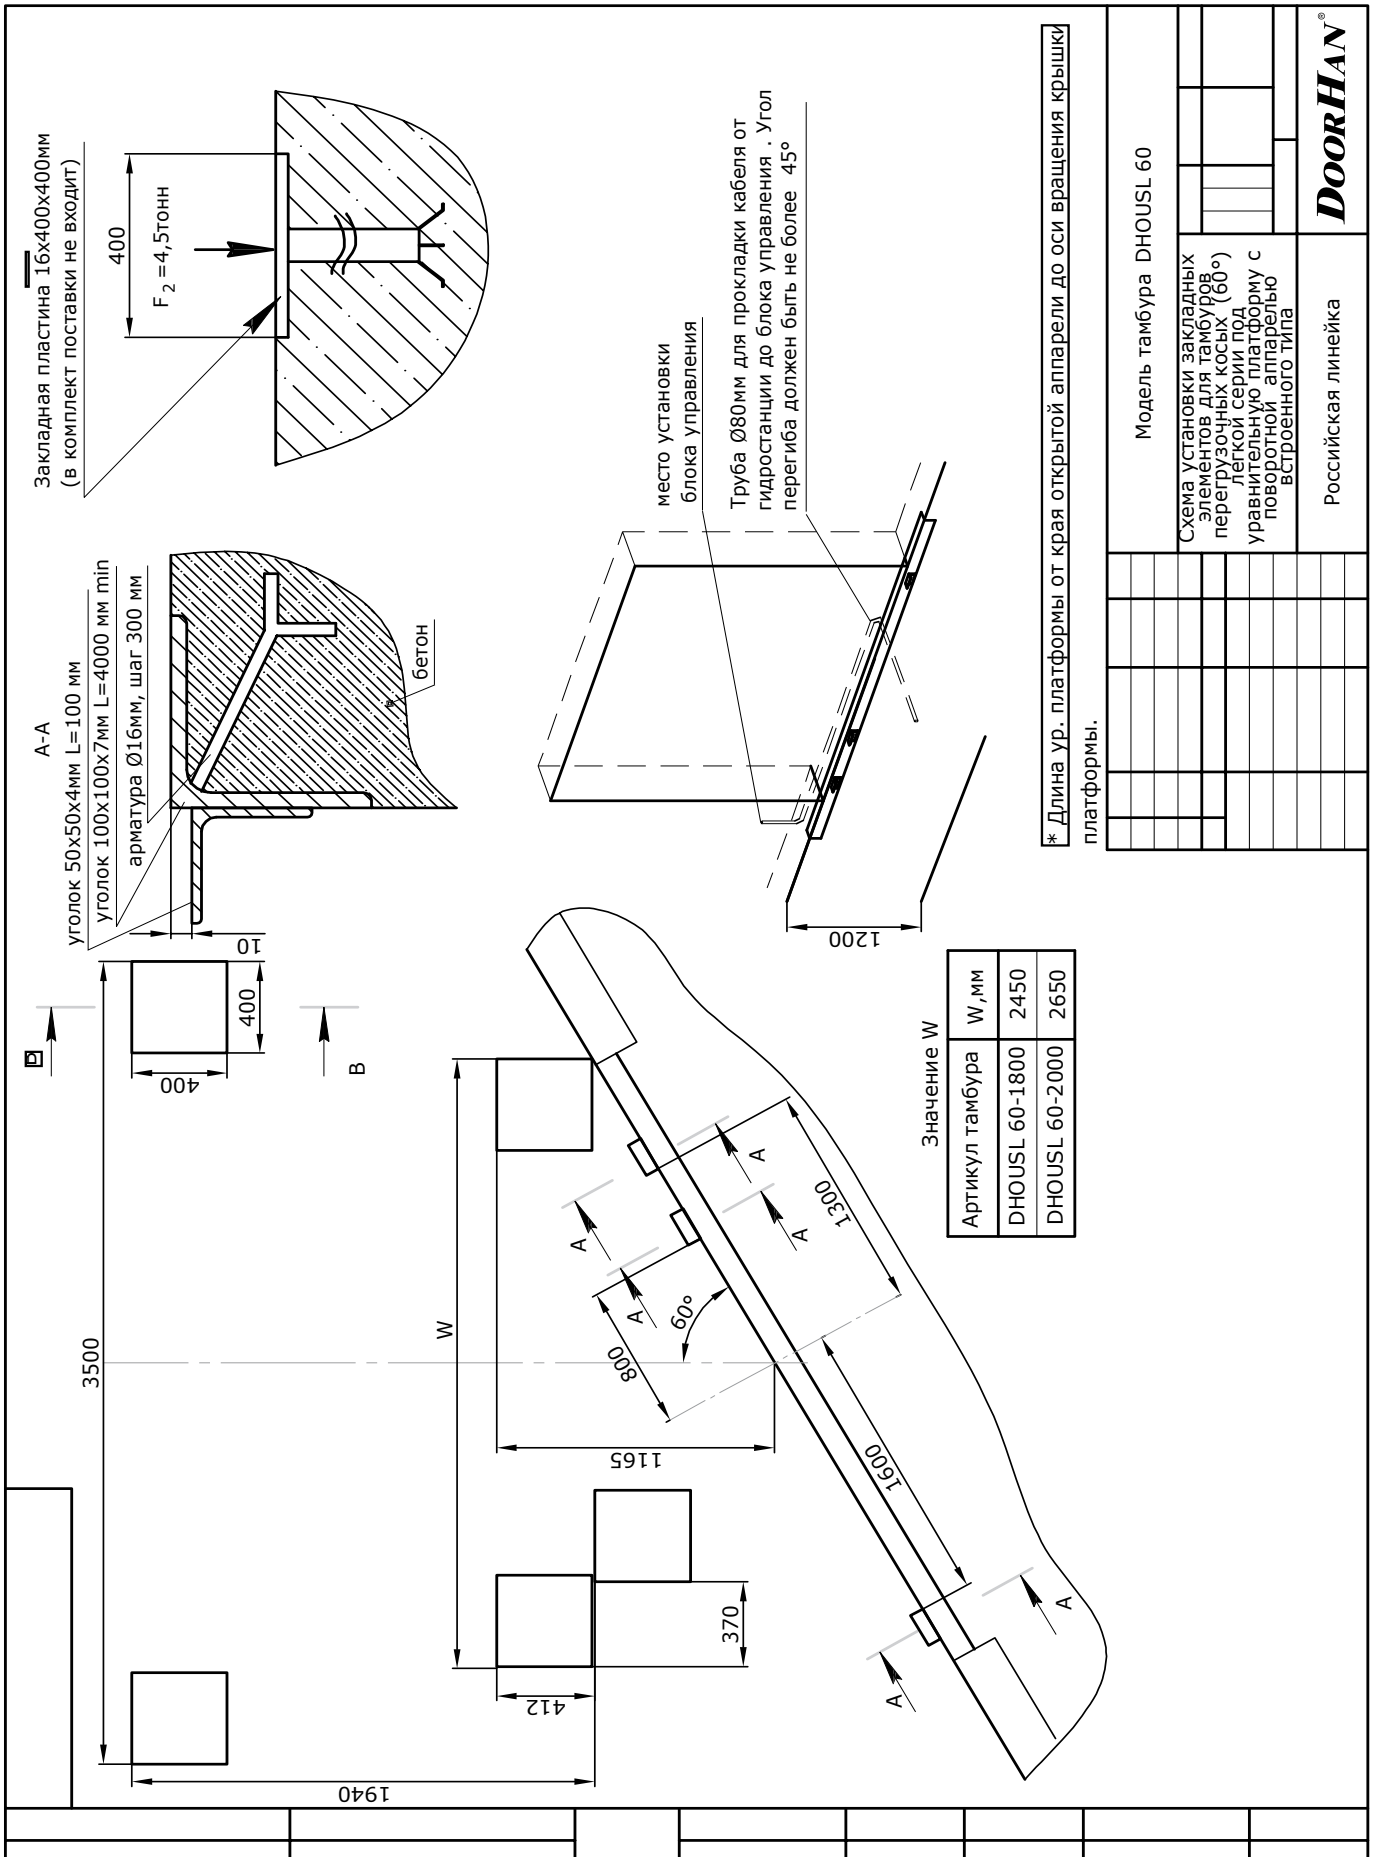 Закладная пластина 16х400х400мм
(в комплект поставки не входит)
400
F 2 =4,5тонн
А-А
уголок 50х50х4мм L=100 мм
уголок 100х100х7мм L=4000 мм min
арматура Ø16мм, шаг 300 мм
бетон
10
3500
400
400
В
W
1165
412
370
1940
60°
800
1300
1600
А
А
А
А
А
А
место установки
блока управления
Труба Ø80мм для прокладки кабеля от
гидростанции до блока управления . Угол
перегиба должен быть не более 45°
1200
Значение W
Артикул тамбура W,мм
DHOUSL 60-1800 2450
DHOUSL 60-2000 2650
* Длина ур. платформы от края открытой аппарели до оси вращения крышки
платформы.
Модель тамбура DHOUSL 60
Схема установки закладных
элементов для тамбуров
перегрузочных косых (60°)
легкой серии под
уравнительную платформу с
поворотной аппарелью
встроенного типа
Российская линейка
DOORHAN®